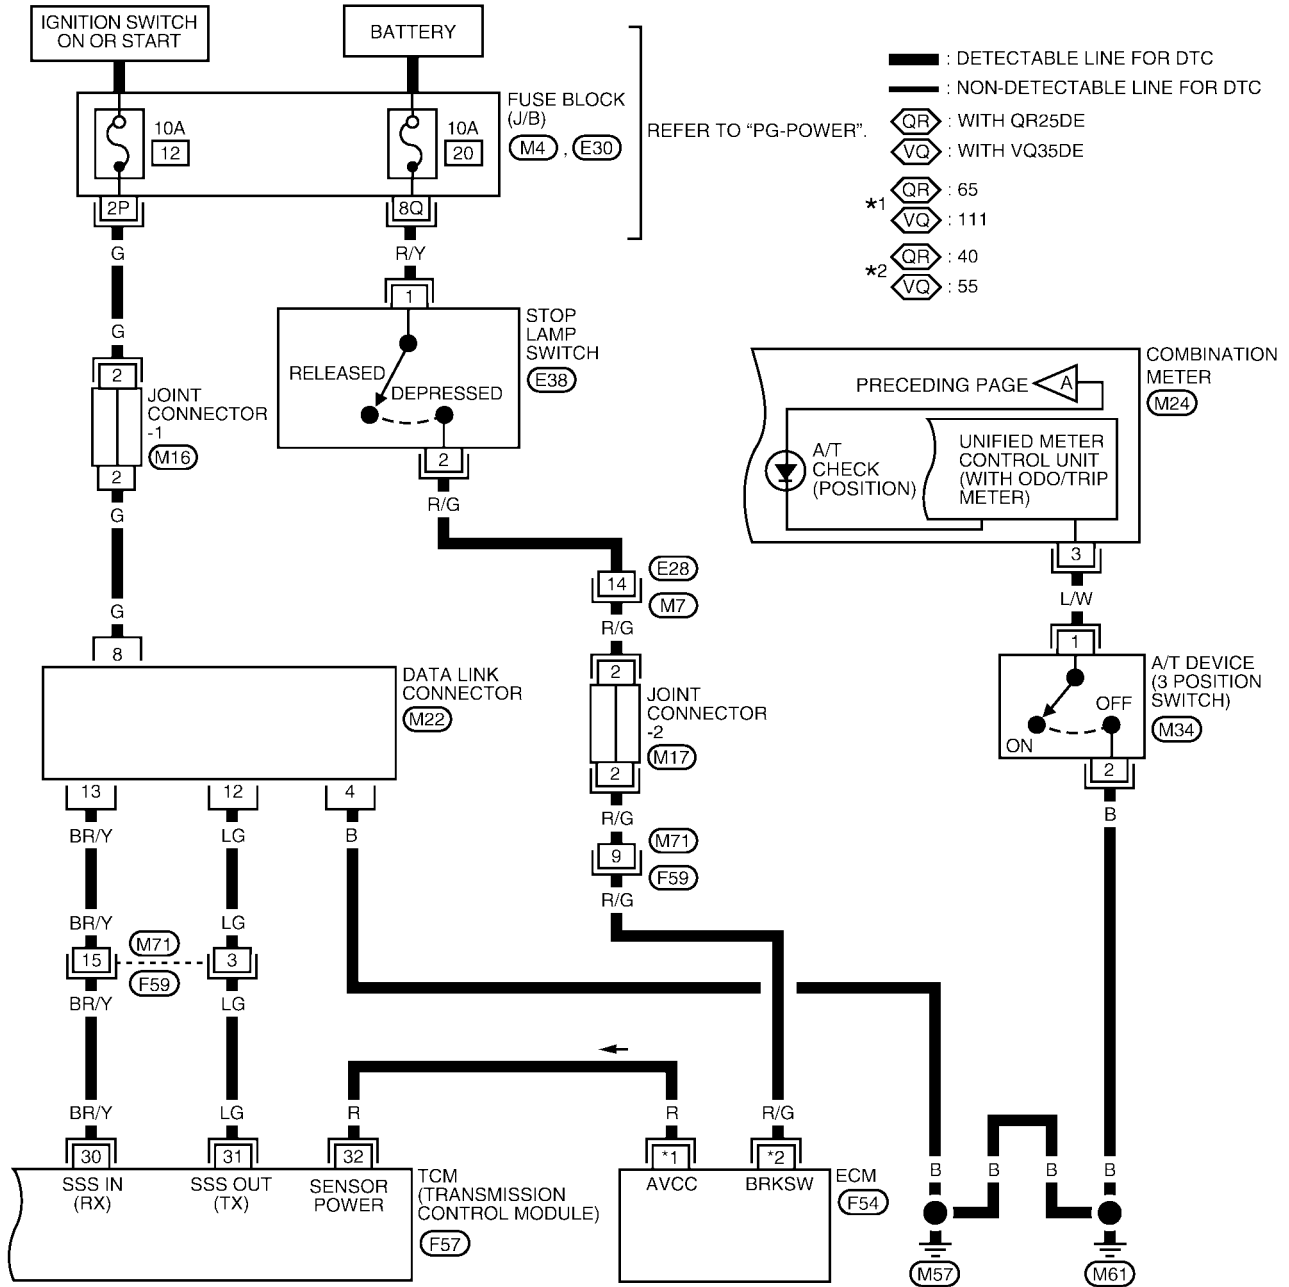 IGNITION SWITCH
ON OR START
BATTERY
10A
12
10A
20
FUSE BLOCK
(J/B)
M4 , E30
REFER TO "PG-POWER".
: DETECTABLE LINE FOR DTC
: NON-DETECTABLE LINE FOR DTC
QR : WITH QR25DE
VQ : WITH VQ35DE
*1
QR : 65
VQ : 111
*2
QR : 40
VQ : 55
2P
8Q
G
R/Y
1
STOP
LAMP
SWITCH
E38
RELEASED
DEPRESSED
2
R/G
G
2
JOINT
CONNECTOR
-1
M16
2
G
G
8
DATA LINK
CONNECTOR
M22
14
E28
M7
R/G
2
JOINT
CONNECTOR
-2
M17
2
R/G
M71
9
F59
R/G
COMBINATION
METER
M24
PRECEDING PAGE
A
A/T
CHECK
(POSITION)
UNIFIED METER
CONTROL UNIT
(WITH ODO/TRIP
METER)
3
L/W
1
A/T DEVICE
(3 POSITION
SWITCH)
M34
OFF
ON
2
B
13
12
4
BR/Y
LG
B
BR/Y
LG
15
M71
F59
3
BR/Y
LG
BR/Y
LG
R
R
R/G
30
31
32
*1
*2
SSS IN
(RX)
SSS OUT
(TX)
SENSOR
POWER
TCM
(TRANSMISSION
CONTROL MODULE)
F57
AVCC
BRKSW
ECM
F54
B
B
B
B
M57
M61